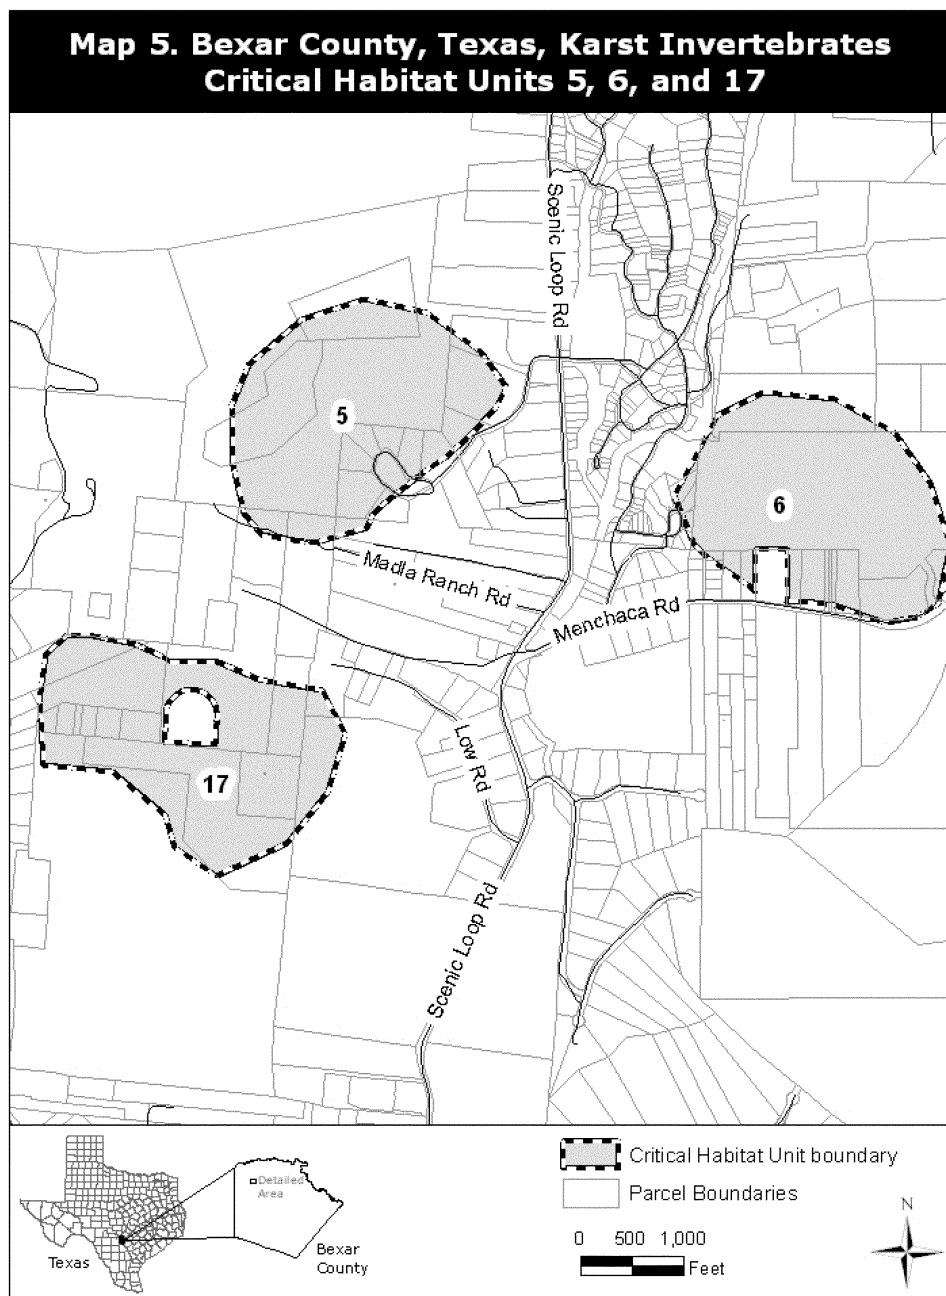 Map 5. Bexar County, Texas, Karst Invertebrates
Critical Habitat Units 5, 6, and 17
Scenic Loop Rd
5
6
Madla Ranch Rd
Menchaca Rd
17
Low Rd
Scenic Loop Rd
Texas
Detailed
Area
Bexar
County
Critical Habitat Unit boundary
Parcel Boundaries
0 500 1,000
Feet
N